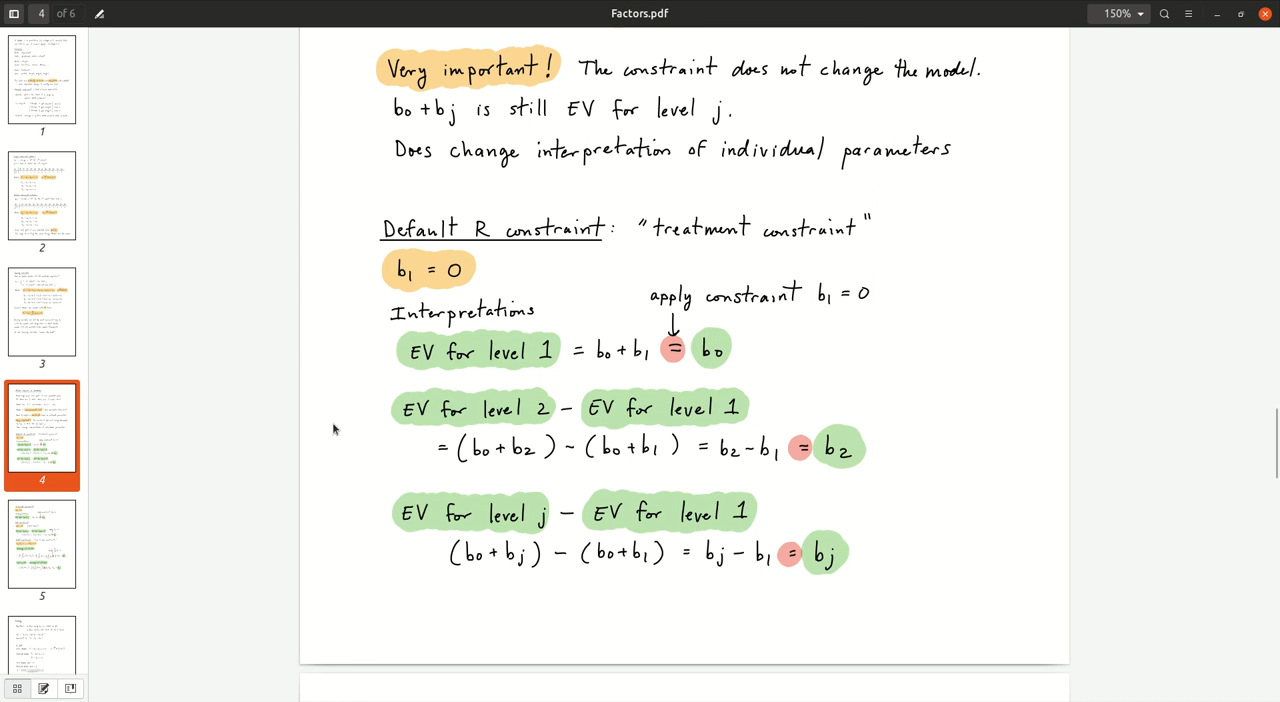 4 of 6
Factors.pdf
150%
1
2
3
4
5
Very important! The constraint does not change the model.
b₀ + bⱼ is still EV for level j.
Does change interpretation of individual parameters
Default R constraint: "treatment constraint"
b₁ = 0
apply constraint b₁ = 0
Interpretations
EV for level 1 = b₀ + b₁ = b₀
EV for level 2 - EV for level 1
= (b₀ + b₂) - (b₀ + b₁) = b₂ - b₁ = b₂
EV for level j - EV for level 1
(b₀ + bⱼ) - (b₀ + b₁) = bⱼ - b₁ = bⱼ